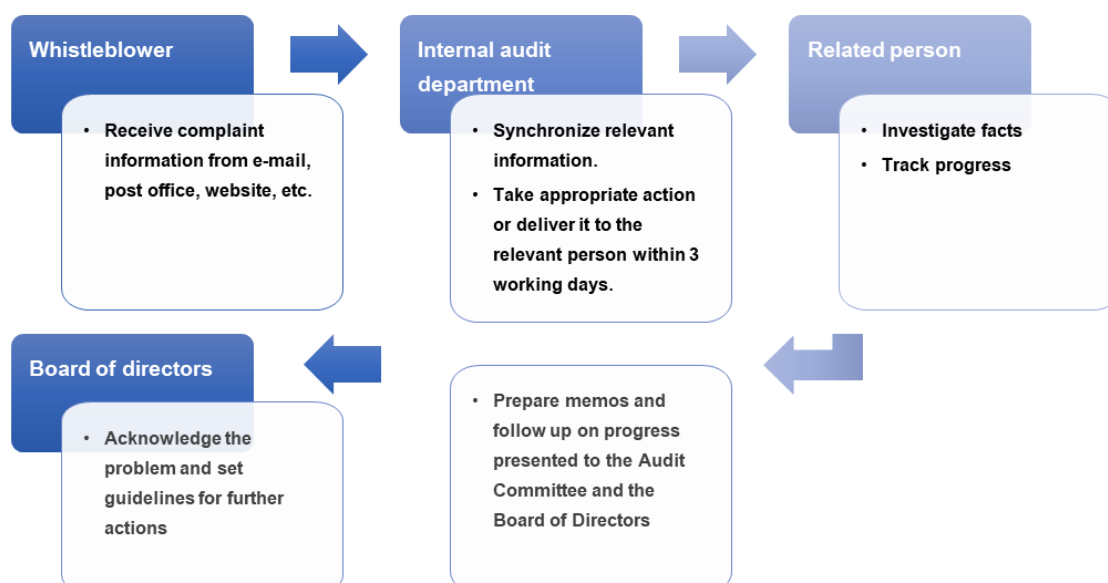 Whistleblower
• Receive complaint
information from e-mail,
post office, website, etc.
Internal audit
department
• Synchronize relevant
information.
• Take appropriate action
or deliver it to the
relevant person within 3
working days.
Related person
• Investigate facts
• Track progress
• Prepare memos and
follow up on progress
presented to the Audit
Committee and the
Board of Directors
Board of directors
• Acknowledge the
problem and set
guidelines for further
actions